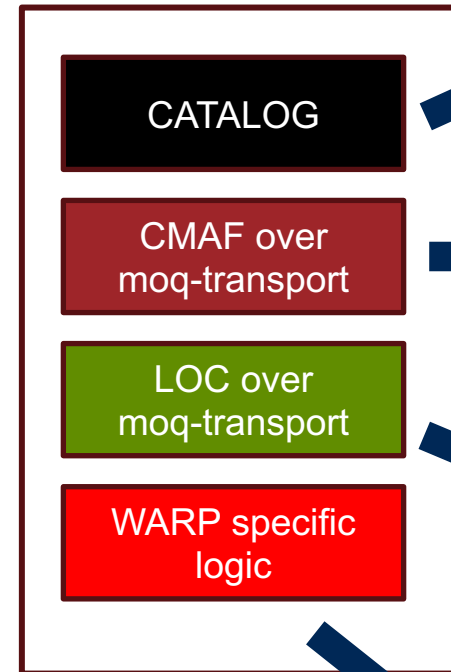 CATALOG
CMAF over
moq-transport
LOC over
moq-transport
WARP specific
logic